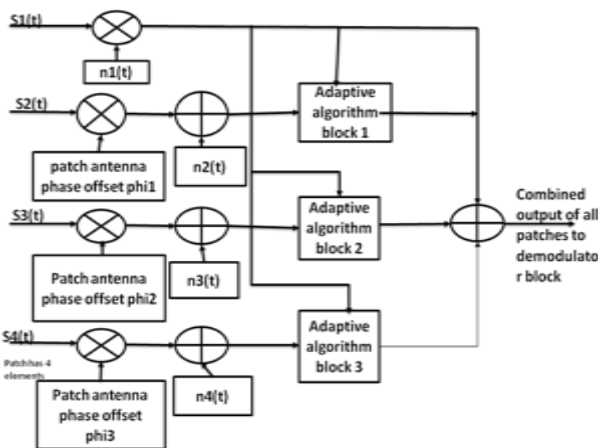 S1(t)
n1(t)
S2(t)
Adaptive
algorithm
block 1
patch antenna
phase offset phi1
n2(t)
S3(t)
Adaptive
algorithm
block 2
Combined
output of all
patches to
demodulato
r block
Patch antenna
phase offset phi2
n3(t)
S4(t)
Patch has 4
elements
Adaptive
algorithm
block 3
Patch antenna
phase offset
phi3
n4(t)